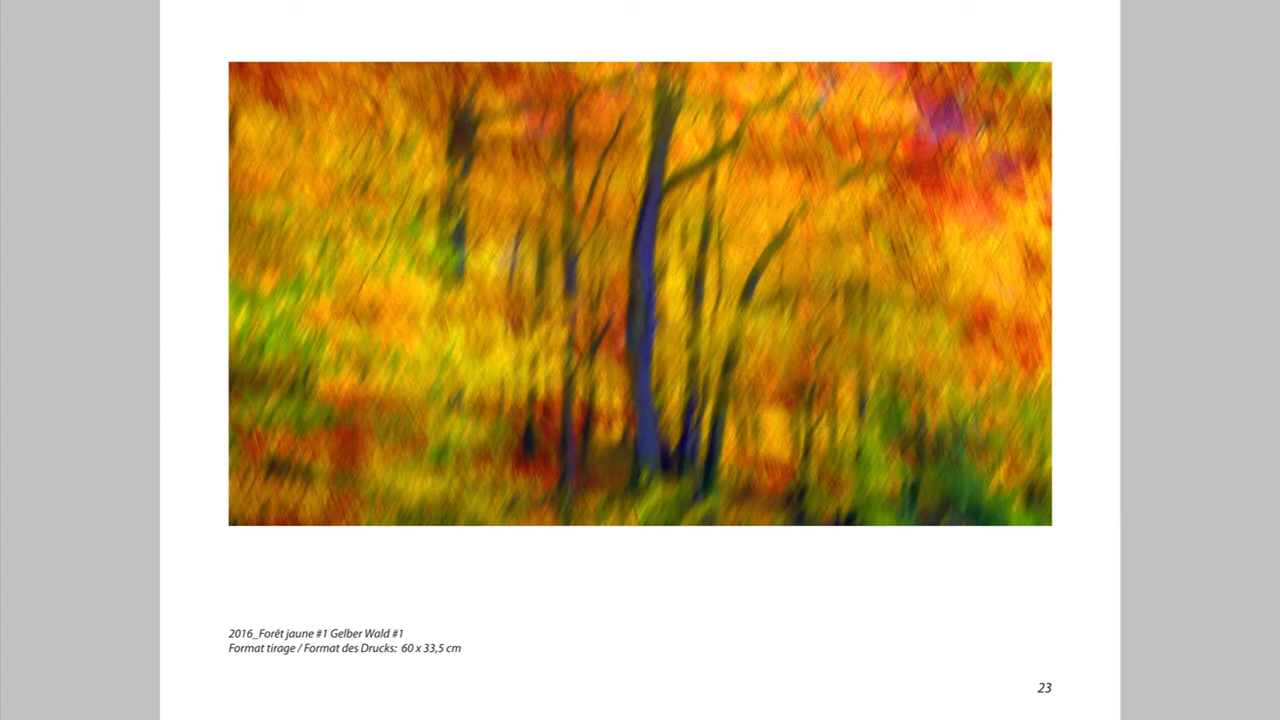 2016_Forêt jaune #1 Gelber Wald #1
Format tirage / Format des Drucks: 60 x 33,5 cm
23